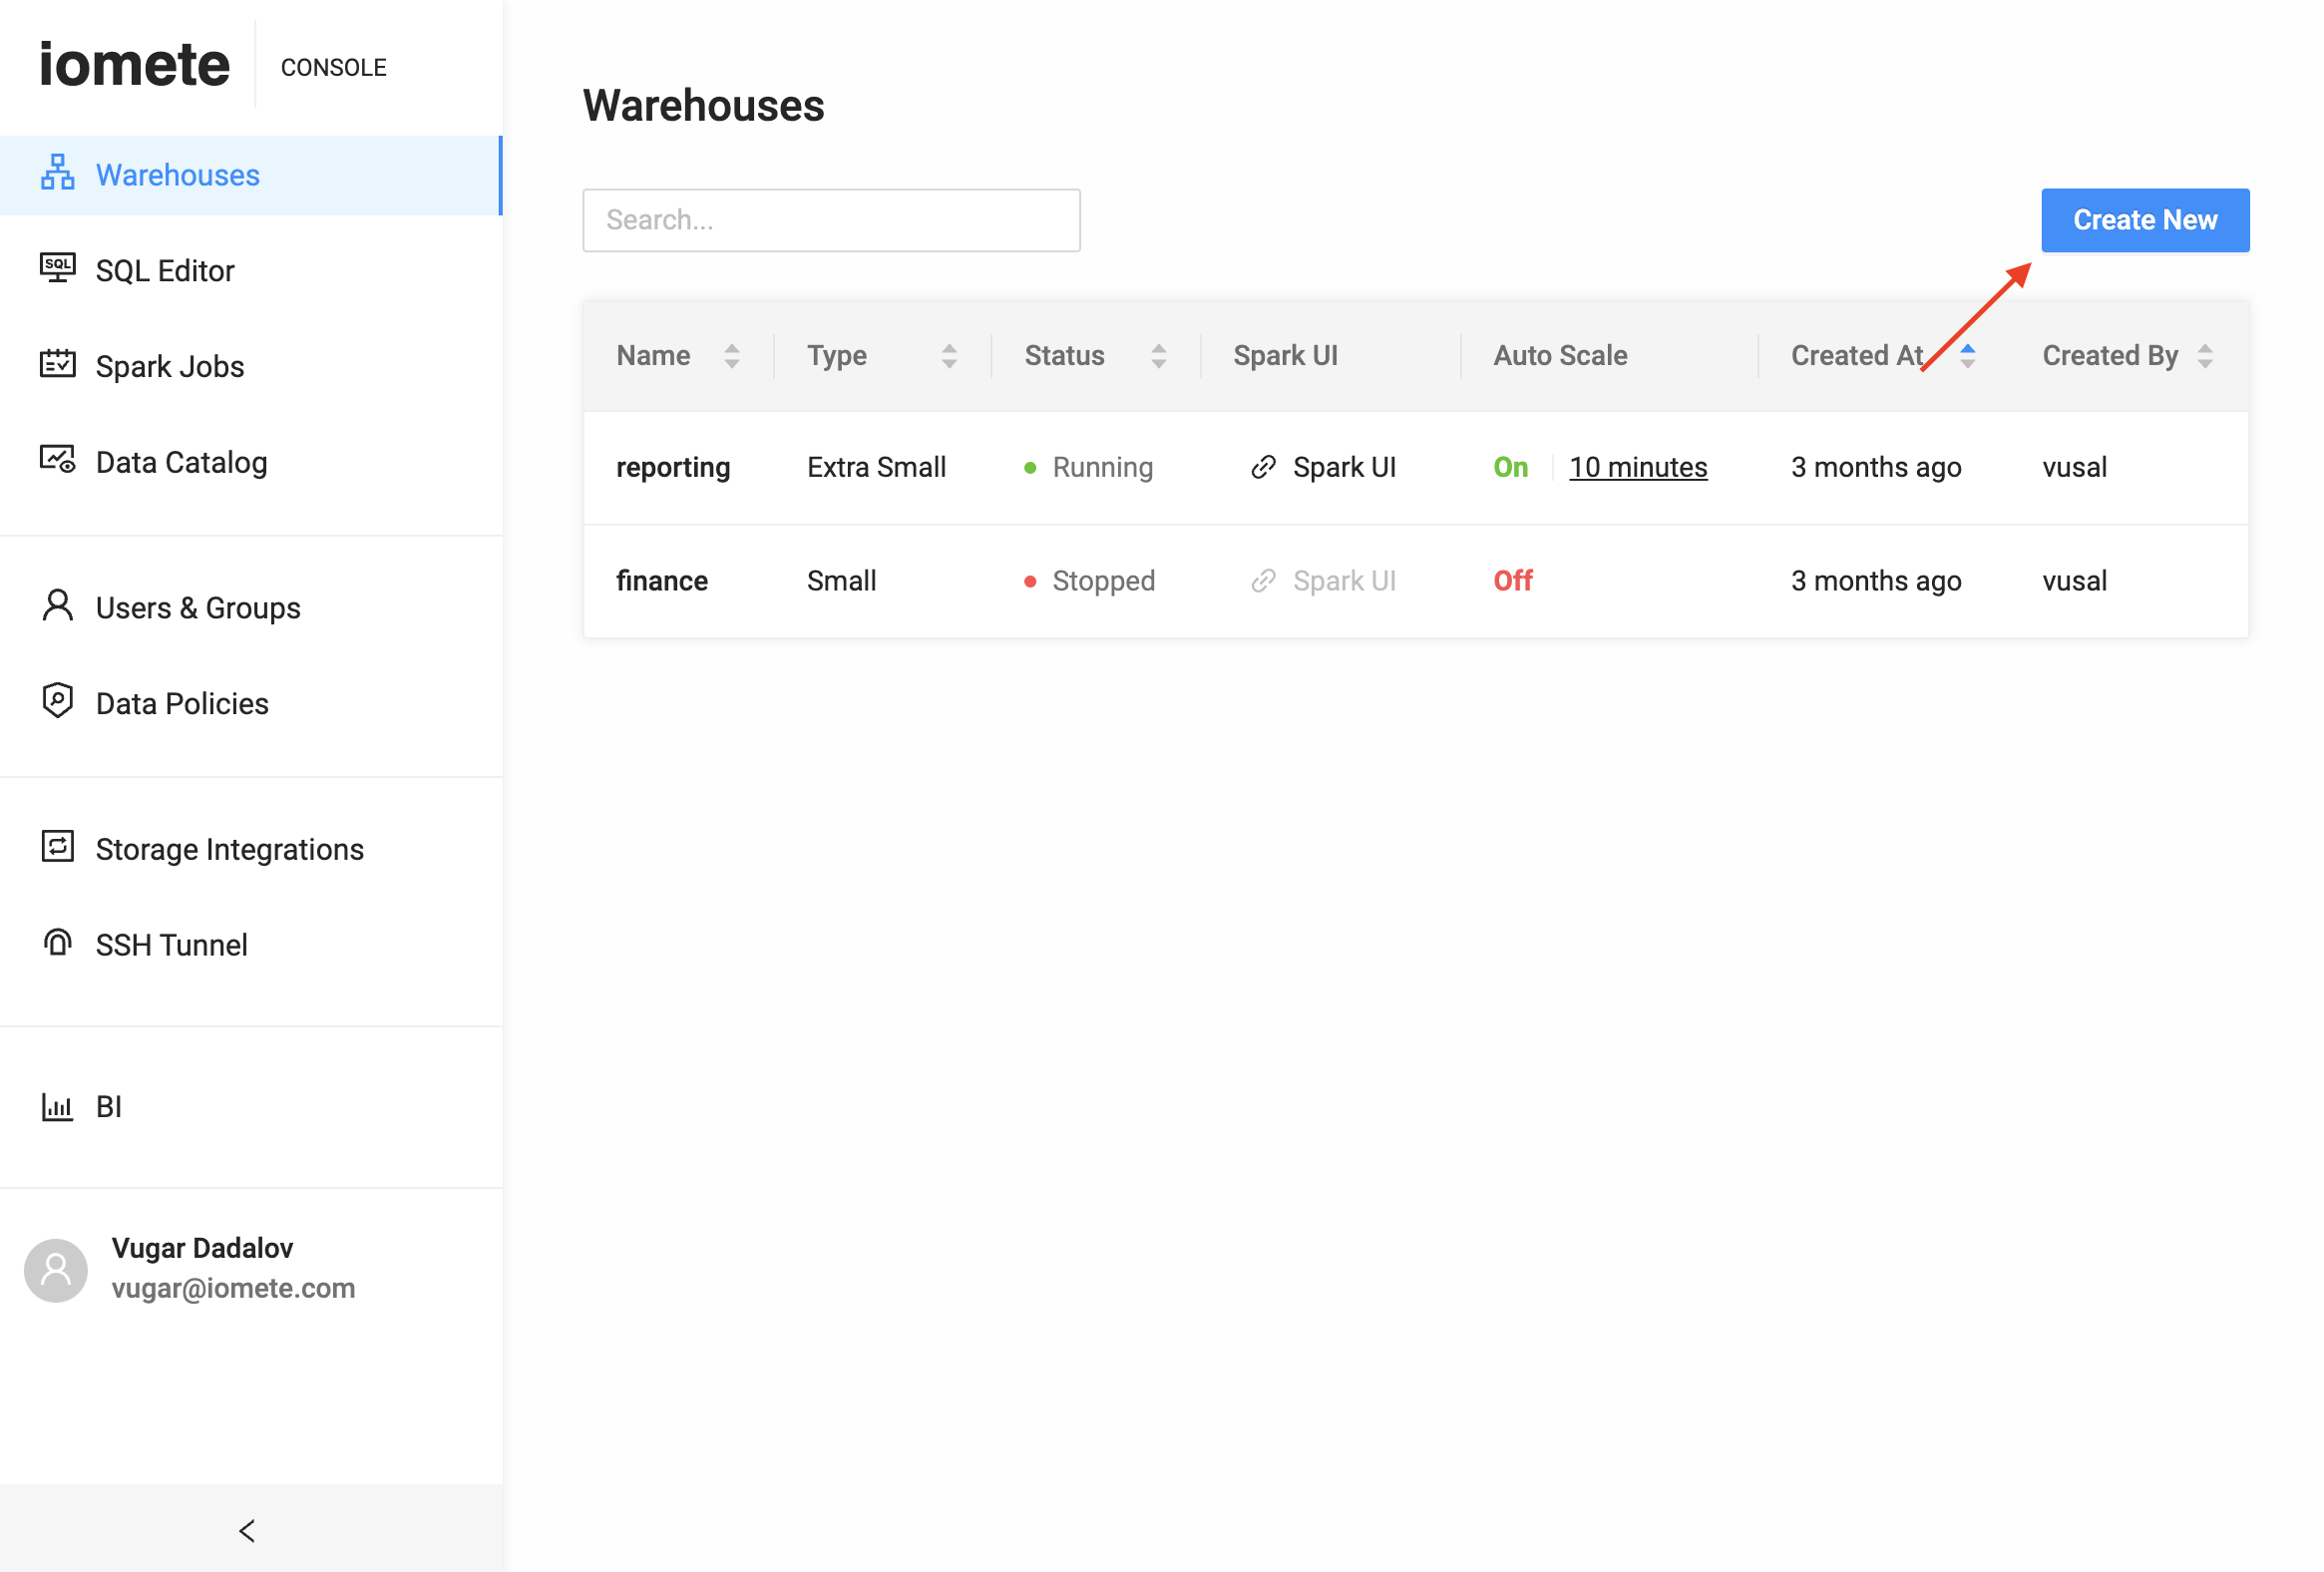 iomete CONSOLE
Warehouses
SQL Editor
Spark Jobs
Data Catalog
Users & Groups
Data Policies
Storage Integrations
SSH Tunnel
BI
Vugar Dadalov
vugar@iomete.com
Warehouses
Search...
Create New
Name Type Status Spark UI Auto Scale Created At Created By
reporting Extra Small Running Spark UI On 10 minutes 3 months ago vusal
finance Small Stopped Spark UI Off 3 months ago vusal